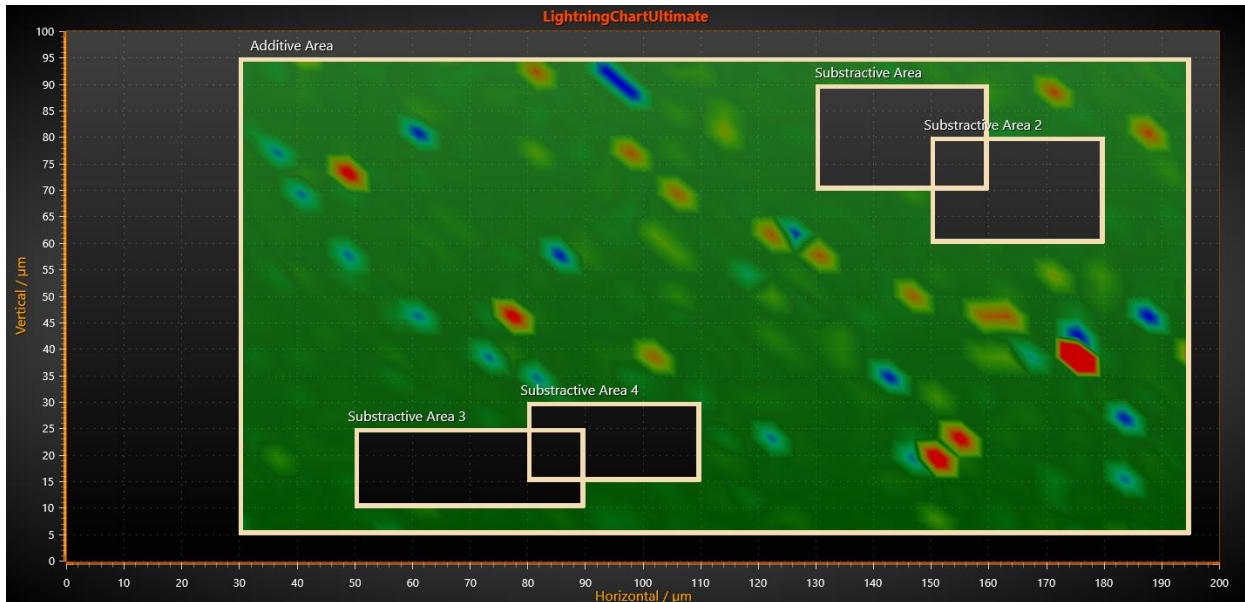 LightningChartUltimate
Additive Area
Substractive Area
Substractive Area 2
Substractive Area 4
Substractive Area 3
Vertical / µm
100
95
90
85
80
75
70
65
60
55
50
45
40
35
30
25
20
15
10
5
0
0 10 20 30 40 50 60 70 80 90 100 110 120 130 140 150 160 170 180 190 200
Horizontal / µm